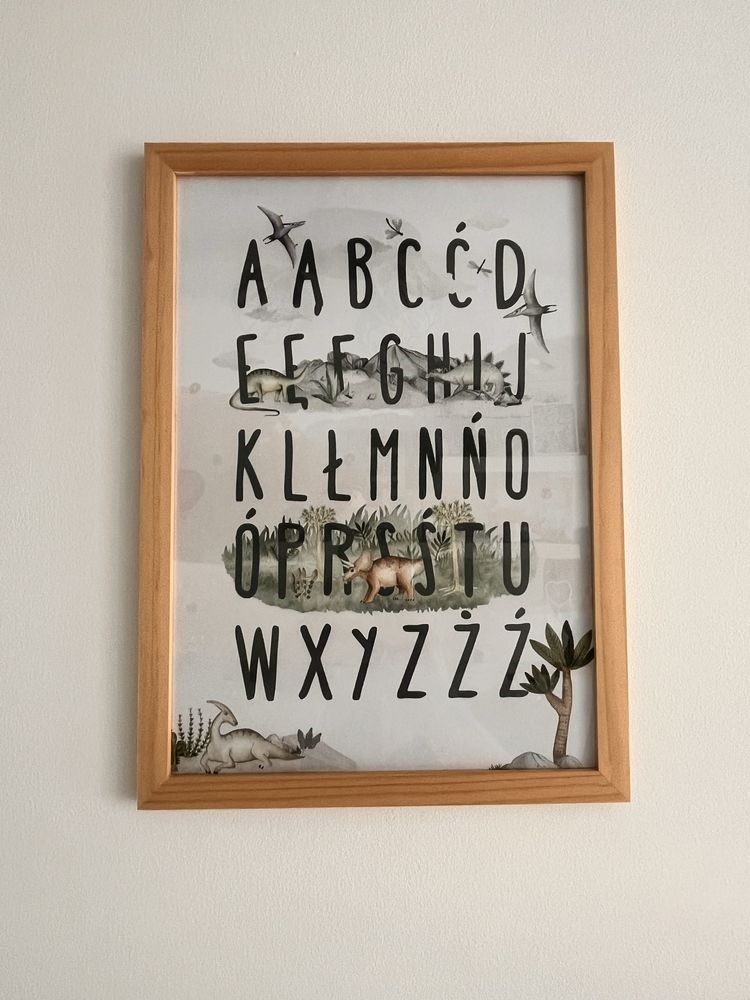 A Ą B C Ć D
E Ę F G H I J
K L Ł M N Ń O
Ó P R S Ś T U
W X Y Z Ż Ź